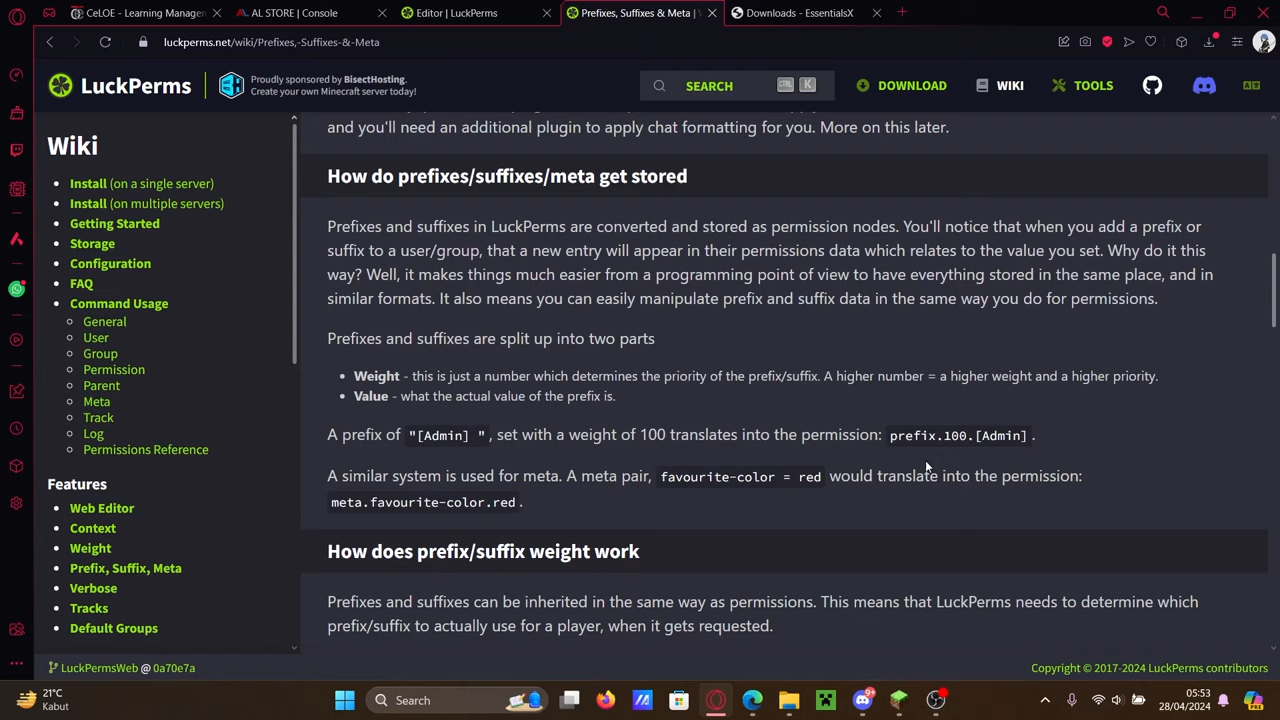 CeLOE - Learning Managem
AL STORE | Console
Editor | LuckPerms
Prefixes, Suffixes & Meta | W
Downloads - EssentialsX
luckperms.net/wiki/Prefixes,-Suffixes-&-Meta
LuckPerms
Proudly sponsored by BisectHosting.
Create your own Minecraft server today!
SEARCH
CTRL K
DOWNLOAD
WIKI
TOOLS
Wiki
Install (on a single server)
Install (on multiple servers)
Getting Started
Storage
Configuration
FAQ
Command Usage
General
User
Group
Permission
Parent
Meta
Track
Log
Permissions Reference
Features
Web Editor
Context
Weight
Prefix, Suffix, Meta
Verbose
Tracks
Default Groups
and you'll need an additional plugin to apply chat formatting for you. More on this later.
How do prefixes/suffixes/meta get stored
Prefixes and suffixes in LuckPerms are converted and stored as permission nodes. You'll notice that when you add a prefix or
suffix to a user/group, that a new entry will appear in their permissions data which relates to the value you set. Why do it this
way? Well, it makes things much easier from a programming point of view to have everything stored in the same place, and in
similar formats. It also means you can easily manipulate prefix and suffix data in the same way you do for permissions.
Prefixes and suffixes are split up into two parts
Weight - this is just a number which determines the priority of the prefix/suffix. A higher number = a higher weight and a higher priority.
Value - what the actual value of the prefix is.
A prefix of "[Admin] ", set with a weight of 100 translates into the permission: prefix.100.[Admin] .
A similar system is used for meta. A meta pair, favourite-color = red would translate into the permission:
meta.favourite-color.red .
How does prefix/suffix weight work
Prefixes and suffixes can be inherited in the same way as permissions. This means that LuckPerms needs to determine which
prefix/suffix to actually use for a player, when it gets requested.
LuckPermsWeb @ 0a70e7a
Copyright © 2017-2024 LuckPerms contributors
21°C
Kabut
Search
05:53
28/04/2024